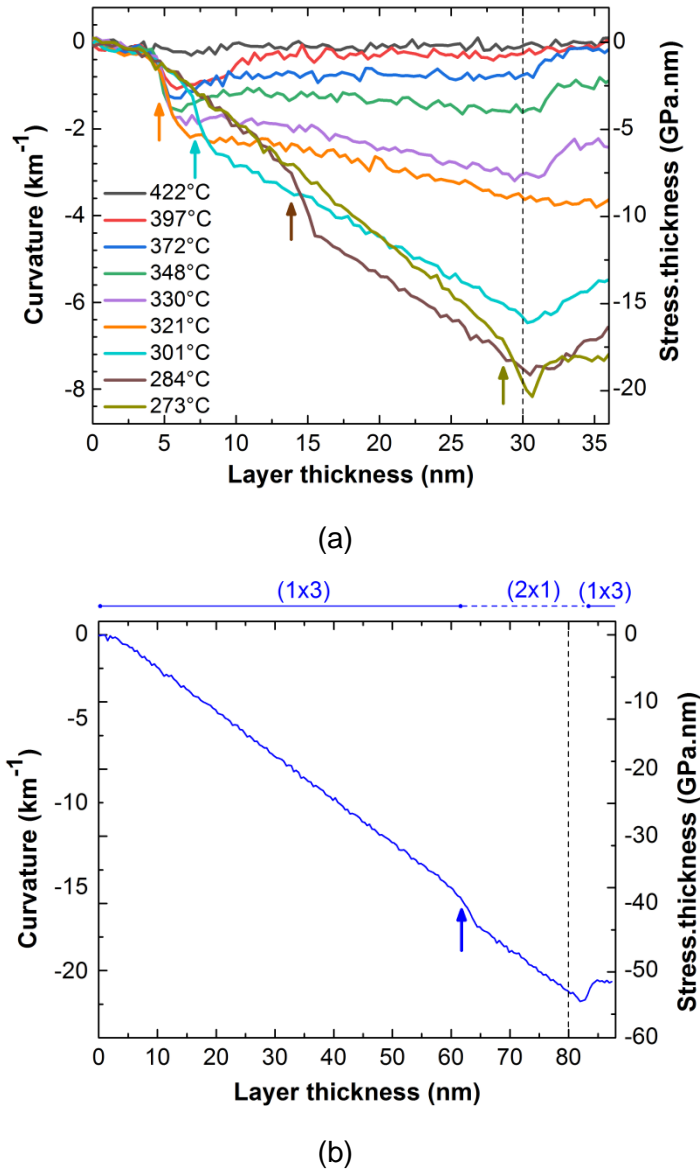 0
-2
-4
-6
-8
Curvature (km⁻¹)
0
-5
-10
-15
-20
Stress.thickness (GPa.nm)
422°C
397°C
372°C
348°C
330°C
321°C
301°C
284°C
273°C
0 5 10 15 20 25 30 35
Layer thickness (nm)
(a)
(1x3) (2x1) (1x3)
0
-5
-10
-15
-20
Curvature (km⁻¹)
0
-10
-20
-30
-40
-50
-60
Stress.thickness (GPa.nm)
0 10 20 30 40 50 60 70 80
Layer thickness (nm)
(b)